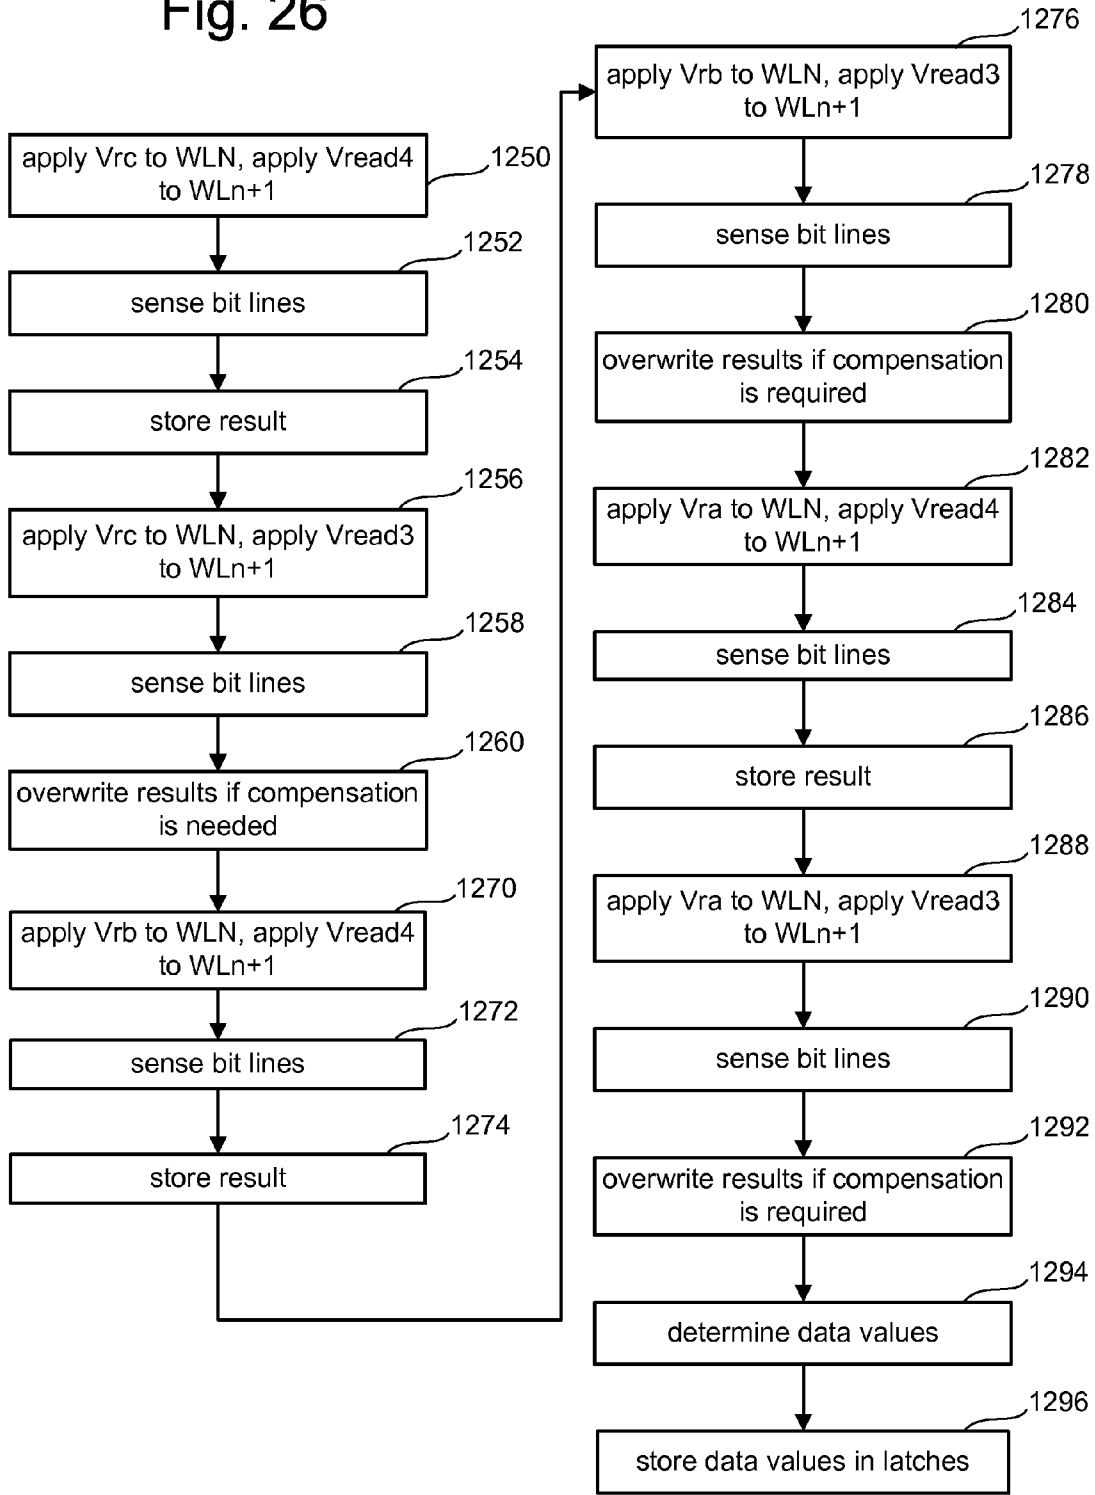 Fig. 26
apply Vrc to WLN, apply Vread4
to WLn+1
1250
sense bit lines
1252
store result
1254
apply Vrc to WLN, apply Vread3
to WLn+1
1256
sense bit lines
1258
overwrite results if compensation
is needed
1260
apply Vrb to WLN, apply Vread4
to WLn+1
1270
sense bit lines
1272
store result
1274
apply Vrb to WLN, apply Vread3
to WLn+1
1276
sense bit lines
1278
overwrite results if compensation
is required
1280
apply Vra to WLN, apply Vread4
to WLn+1
1282
sense bit lines
1284
store result
1286
apply Vra to WLN, apply Vread3
to WLn+1
1288
sense bit lines
1290
overwrite results if compensation
is required
1292
determine data values
1294
store data values in latches
1296